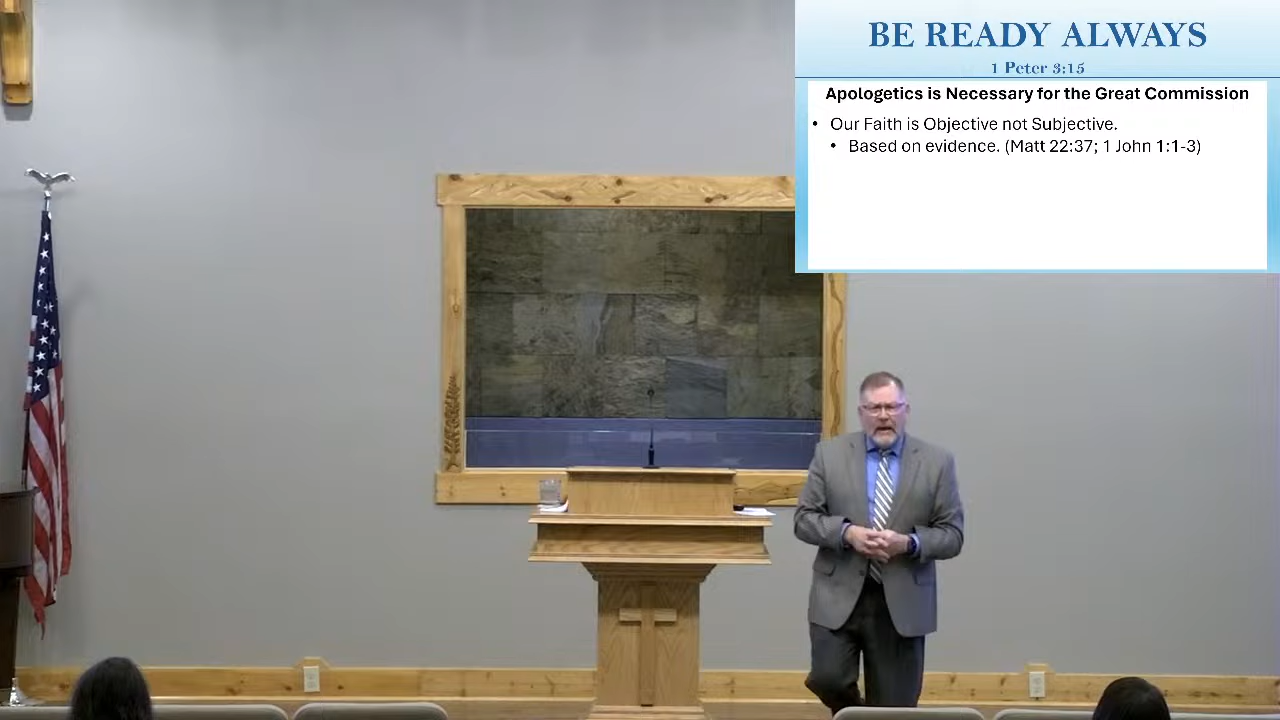 BE READY ALWAYS
1 Peter 3:15
Apologetics is Necessary for the Great Commission
• Our Faith is Objective not Subjective.
• Based on evidence. (Matt 22:37; 1 John 1:1-3)